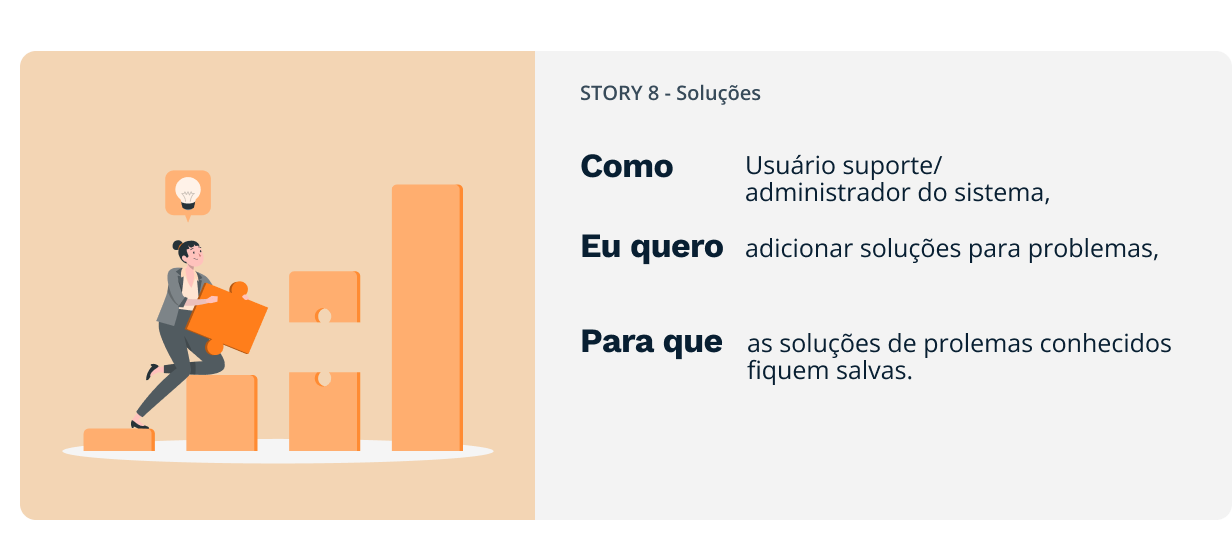 STORY 8 - Soluções
Como
Usuário suporte/
administrador do sistema,
Eu quero
adicionar soluções para problemas,
Para que
as soluções de prolemas conhecidos
fiquem salvas.